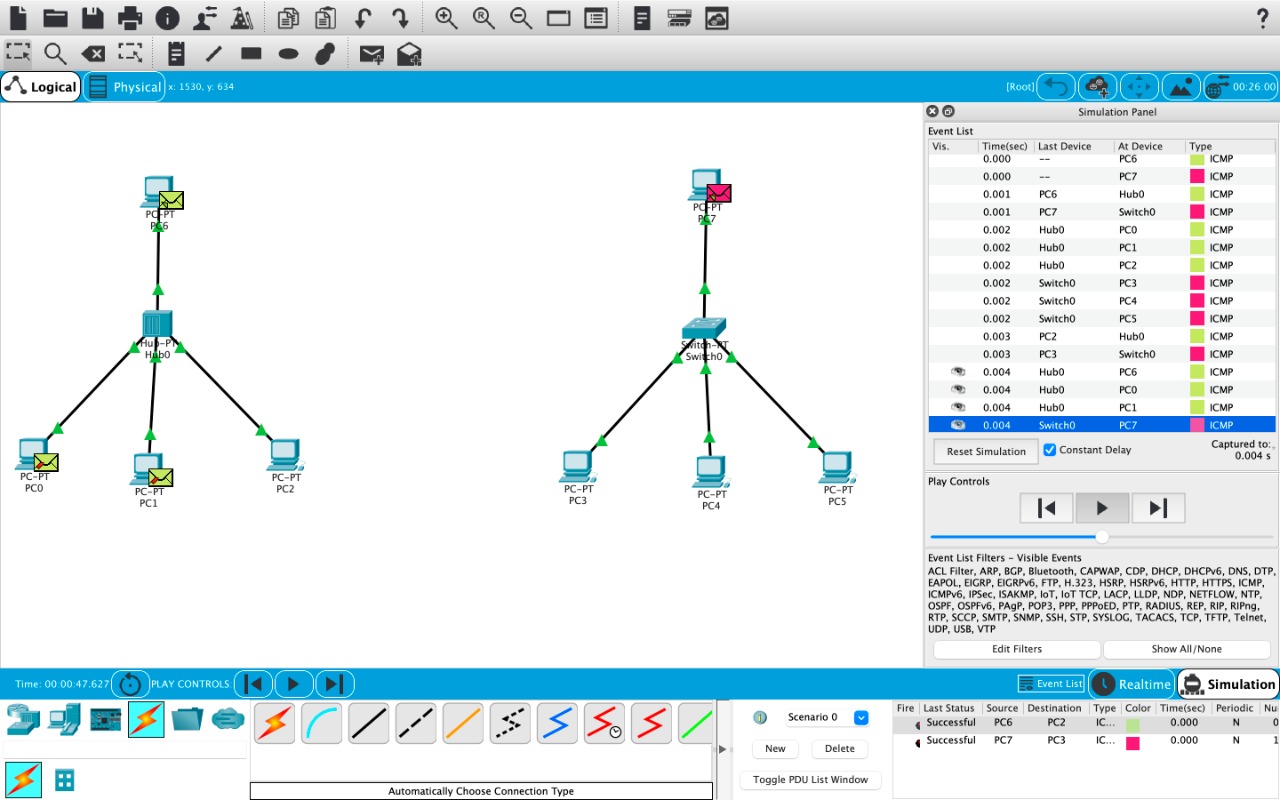 ?
Logical
Physical
x: 1530, y: 634
[Root]
00:26:00
PC-PT
PC6
Hub-PT
Hub0
PC-PT
PC0
PC-PT
PC1
PC-PT
PC2
PC-PT
PC7
Switch-PT
Switch0
PC-PT
PC3
PC-PT
PC4
PC-PT
PC5
Simulation Panel
Event List
Vis. Time(sec) Last Device At Device Type
0.000 -- PC6 ICMP
0.000 -- PC7 ICMP
0.001 PC6 Hub0 ICMP
0.001 PC7 Switch0 ICMP
0.002 Hub0 PC0 ICMP
0.002 Hub0 PC1 ICMP
0.002 Hub0 PC2 ICMP
0.002 Switch0 PC3 ICMP
0.002 Switch0 PC4 ICMP
0.002 Switch0 PC5 ICMP
0.003 PC2 Hub0 ICMP
0.003 PC3 Switch0 ICMP
0.004 Hub0 PC6 ICMP
0.004 Hub0 PC0 ICMP
0.004 Hub0 PC1 ICMP
0.004 Switch0 PC7 ICMP
Reset Simulation Constant Delay Captured to:
0.004 s
Play Controls
Event List Filters - Visible Events
ACL Filter, ARP, BGP, Bluetooth, CAPWAP, CDP, DHCP, DHCPv6, DNS, DTP,
EAPOL, EIGRP, EIGRPv6, FTP, H.323, HSRP, HSRPv6, HTTP, HTTPS, ICMP,
ICMPv6, IPSec, ISAKMP, IoT, IoT TCP, LACP, LLDP, NDP, NETFLOW, NTP,
OSPF, OSPFv6, PAgP, POP3, PPP, PPPoED, PTP, RADIUS, REP, RIP, RIPng,
RTP, SCCP, SMTP, SNMP, SSH, STP, SYSLOG, TACACS, TCP, TFTP, Telnet,
UDP, USB, VTP
Edit Filters Show All/None
Time: 00:00:47.627 PLAY CONTROLS:
Event List Realtime Simulation
Automatically Choose Connection Type
Scenario 0
New Delete
Toggle PDU List Window
Fire Last Status Source Destination Type Color Time(sec) Periodic Nu
Successful PC6 PC2 IC... 0.000 N 0
Successful PC7 PC3 IC... 0.000 N 1